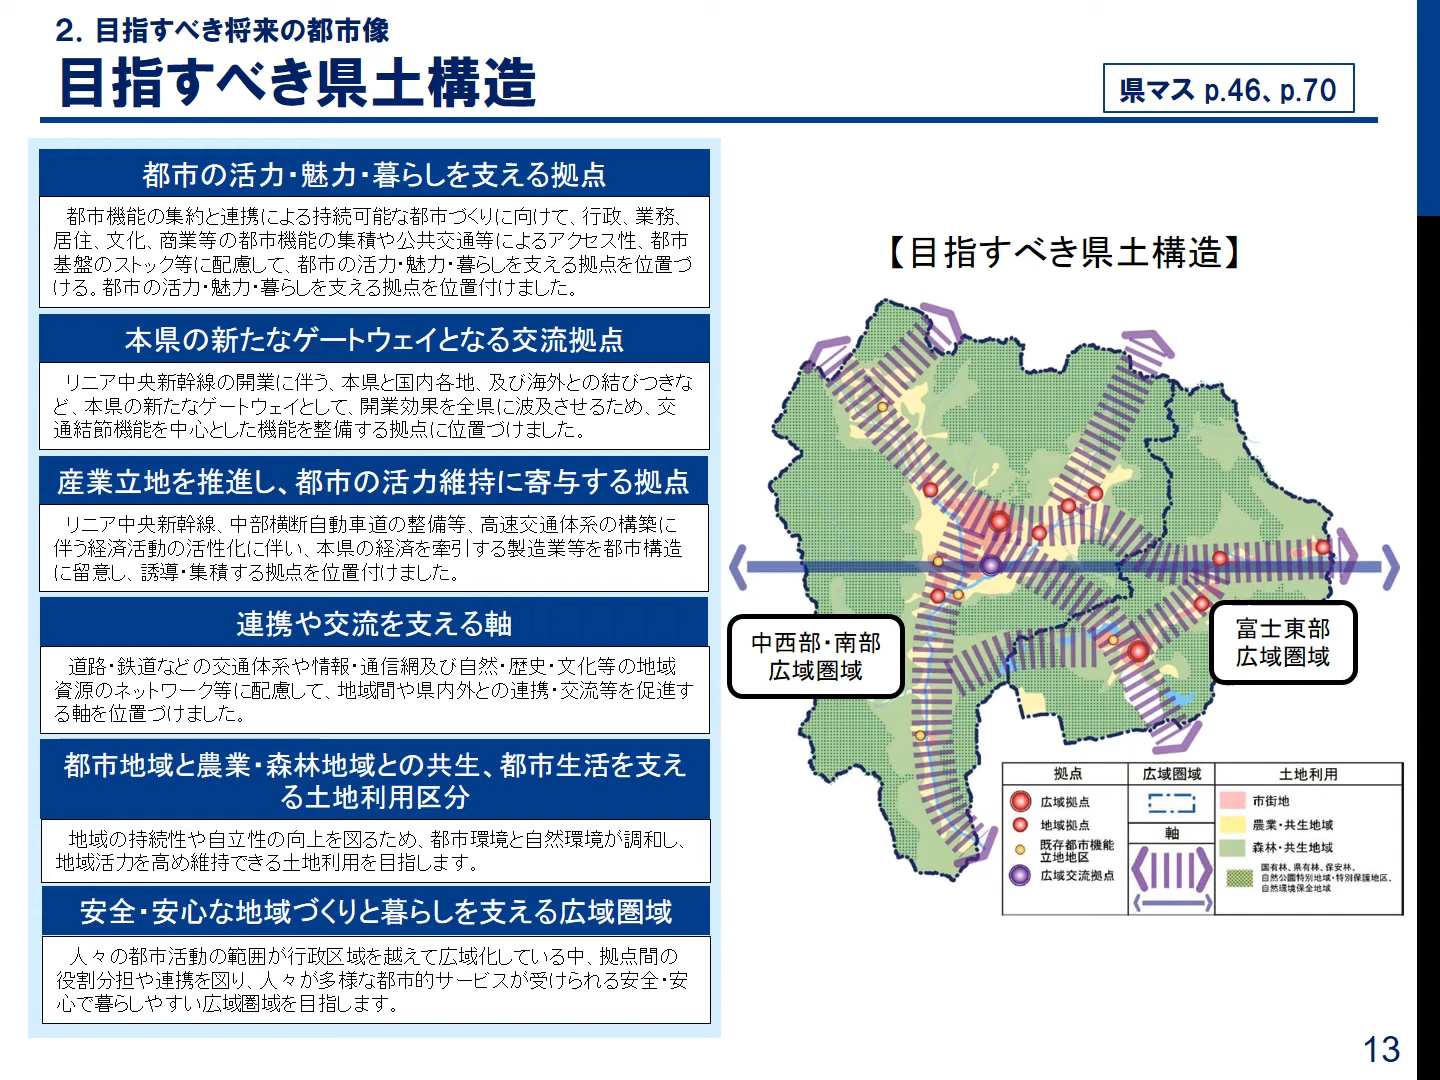 2. 目指すべき将来の都市像
目指すべき県土構造
県マス p.46、p.70
都市の活力・魅力・暮らしを支える拠点
都市機能の集約と連携による持続可能な都市づくりに向けて、行政、業務、
居住、文化、商業等の都市機能の集積や公共交通等によるアクセス性、都市
基盤のストック等に配慮して、都市の活力・魅力・暮らしを支える拠点を位置づ
ける。都市の活力・魅力・暮らしを支える拠点を位置付けました。
本県の新たなゲートウェイとなる交流拠点
リニア中央新幹線の開業に伴う、本県と国内各地、及び海外との結びつきな
ど、本県の新たなゲートウェイとして、開業効果を全県に波及させるため、交
通結節機能を中心とした機能を整備する拠点に位置づけました。
産業立地を推進し、都市の活力維持に寄与する拠点
リニア中央新幹線、中部横断自動車道の整備等、高速交通体系の構築に
伴う経済活動の活性化に伴い、本県の経済を牽引する製造業等を都市構造
に留意し、誘導・集積する拠点を位置付けました。
連携や交流を支える軸
道路・鉄道などの交通体系や情報・通信網及び自然・歴史・文化等の地域
資源のネットワーク等に配慮して、地域間や県内外との連携・交流等を促進す
る軸を位置づけました。
都市地域と農業・森林地域との共生、都市生活を支え
る土地利用区分
地域の持続性や自立性の向上を図るため、都市環境と自然環境が調和し、
地域活力を高め維持できる土地利用を目指します。
安全・安心な地域づくりと暮らしを支える広域圏域
人々の都市活動の範囲が行政区域を越えて広域化している中、拠点間の
役割分担や連携を図り、人々が多様な都市的サービスが受けられる安全・安
心で暮らしやすい広域圏域を目指します。
【目指すべき県土構造】
中西部・南部
広域圏域
富士東部
広域圏域
拠点
広域拠点
地域拠点
既存都市機能
立地地区
広域交流拠点
広域圏域
軸
土地利用
市街地
農業・共生地域
森林・共生地域
国有林、県有林、保安林、
自然公園特別地域・特別保護地区、
自然環境保全地域
13